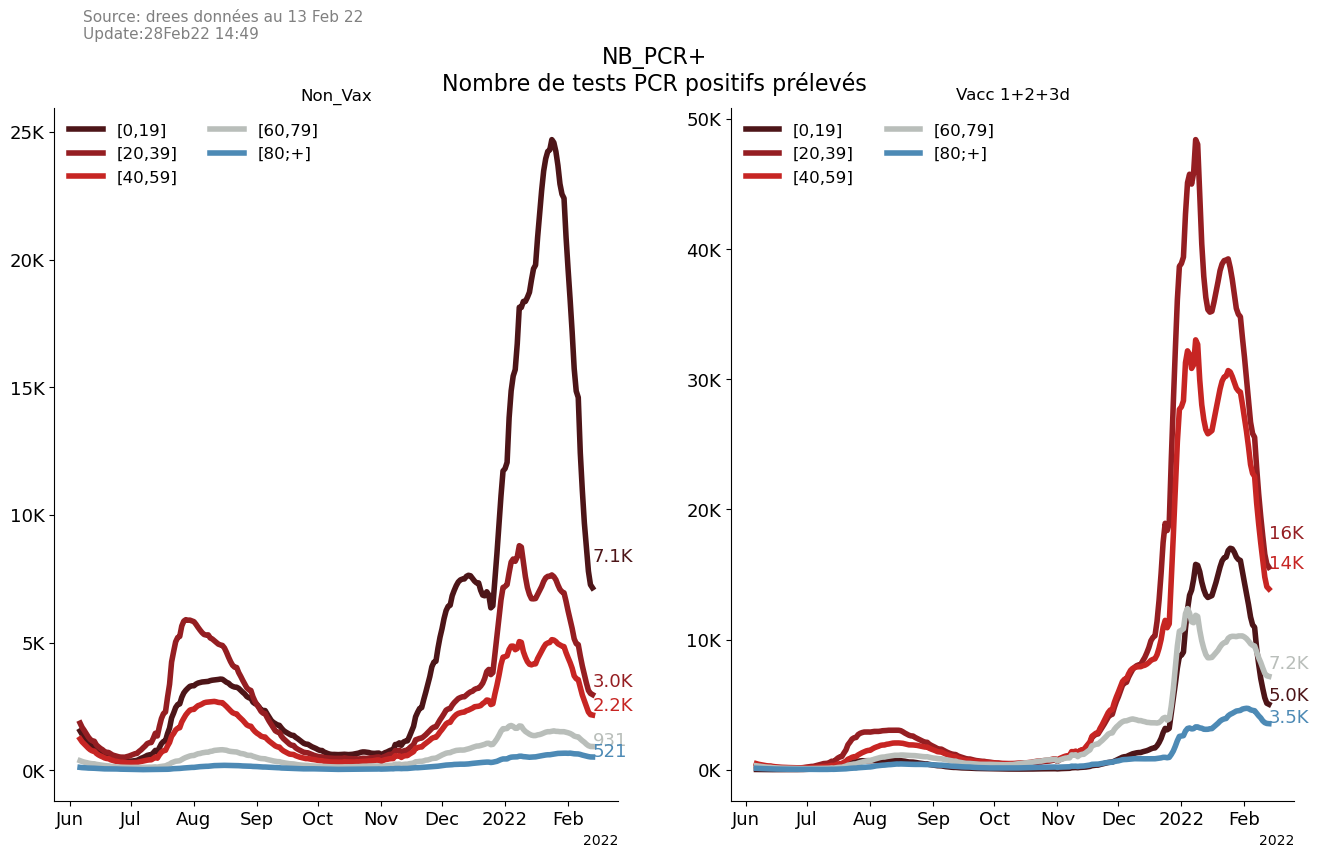 Source: drees données au 13 Feb 22
Update:28Feb22 14:49
NB_PCR+
Nombre de tests PCR positifs prélevés
Non_Vax
[0,19]
[20,39]
[40,59]
[60,79]
[80;+]
25K
20K
15K
10K
5K
0K
7.1K
3.0K
2.2K
931
521
Jun Jul Aug Sep Oct Nov Dec 2022 Feb
2022
Vacc 1+2+3d
[0,19]
[20,39]
[40,59]
[60,79]
[80;+]
50K
40K
30K
20K
10K
0K
16K
14K
7.2K
5.0K
3.5K
Jun Jul Aug Sep Oct Nov Dec 2022 Feb
2022